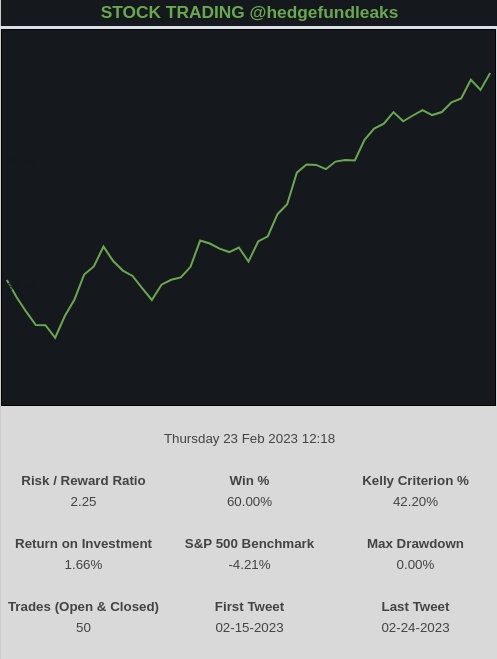 STOCK TRADING @hedgefundleaks
Thursday 23 Feb 2023 12:18
Risk / Reward Ratio Win % Kelly Criterion %
2.25 60.00% 42.20%
Return on Investment S&P 500 Benchmark Max Drawdown
1.66% -4.21% 0.00%
Trades (Open & Closed) First Tweet Last Tweet
50 02-15-2023 02-24-2023